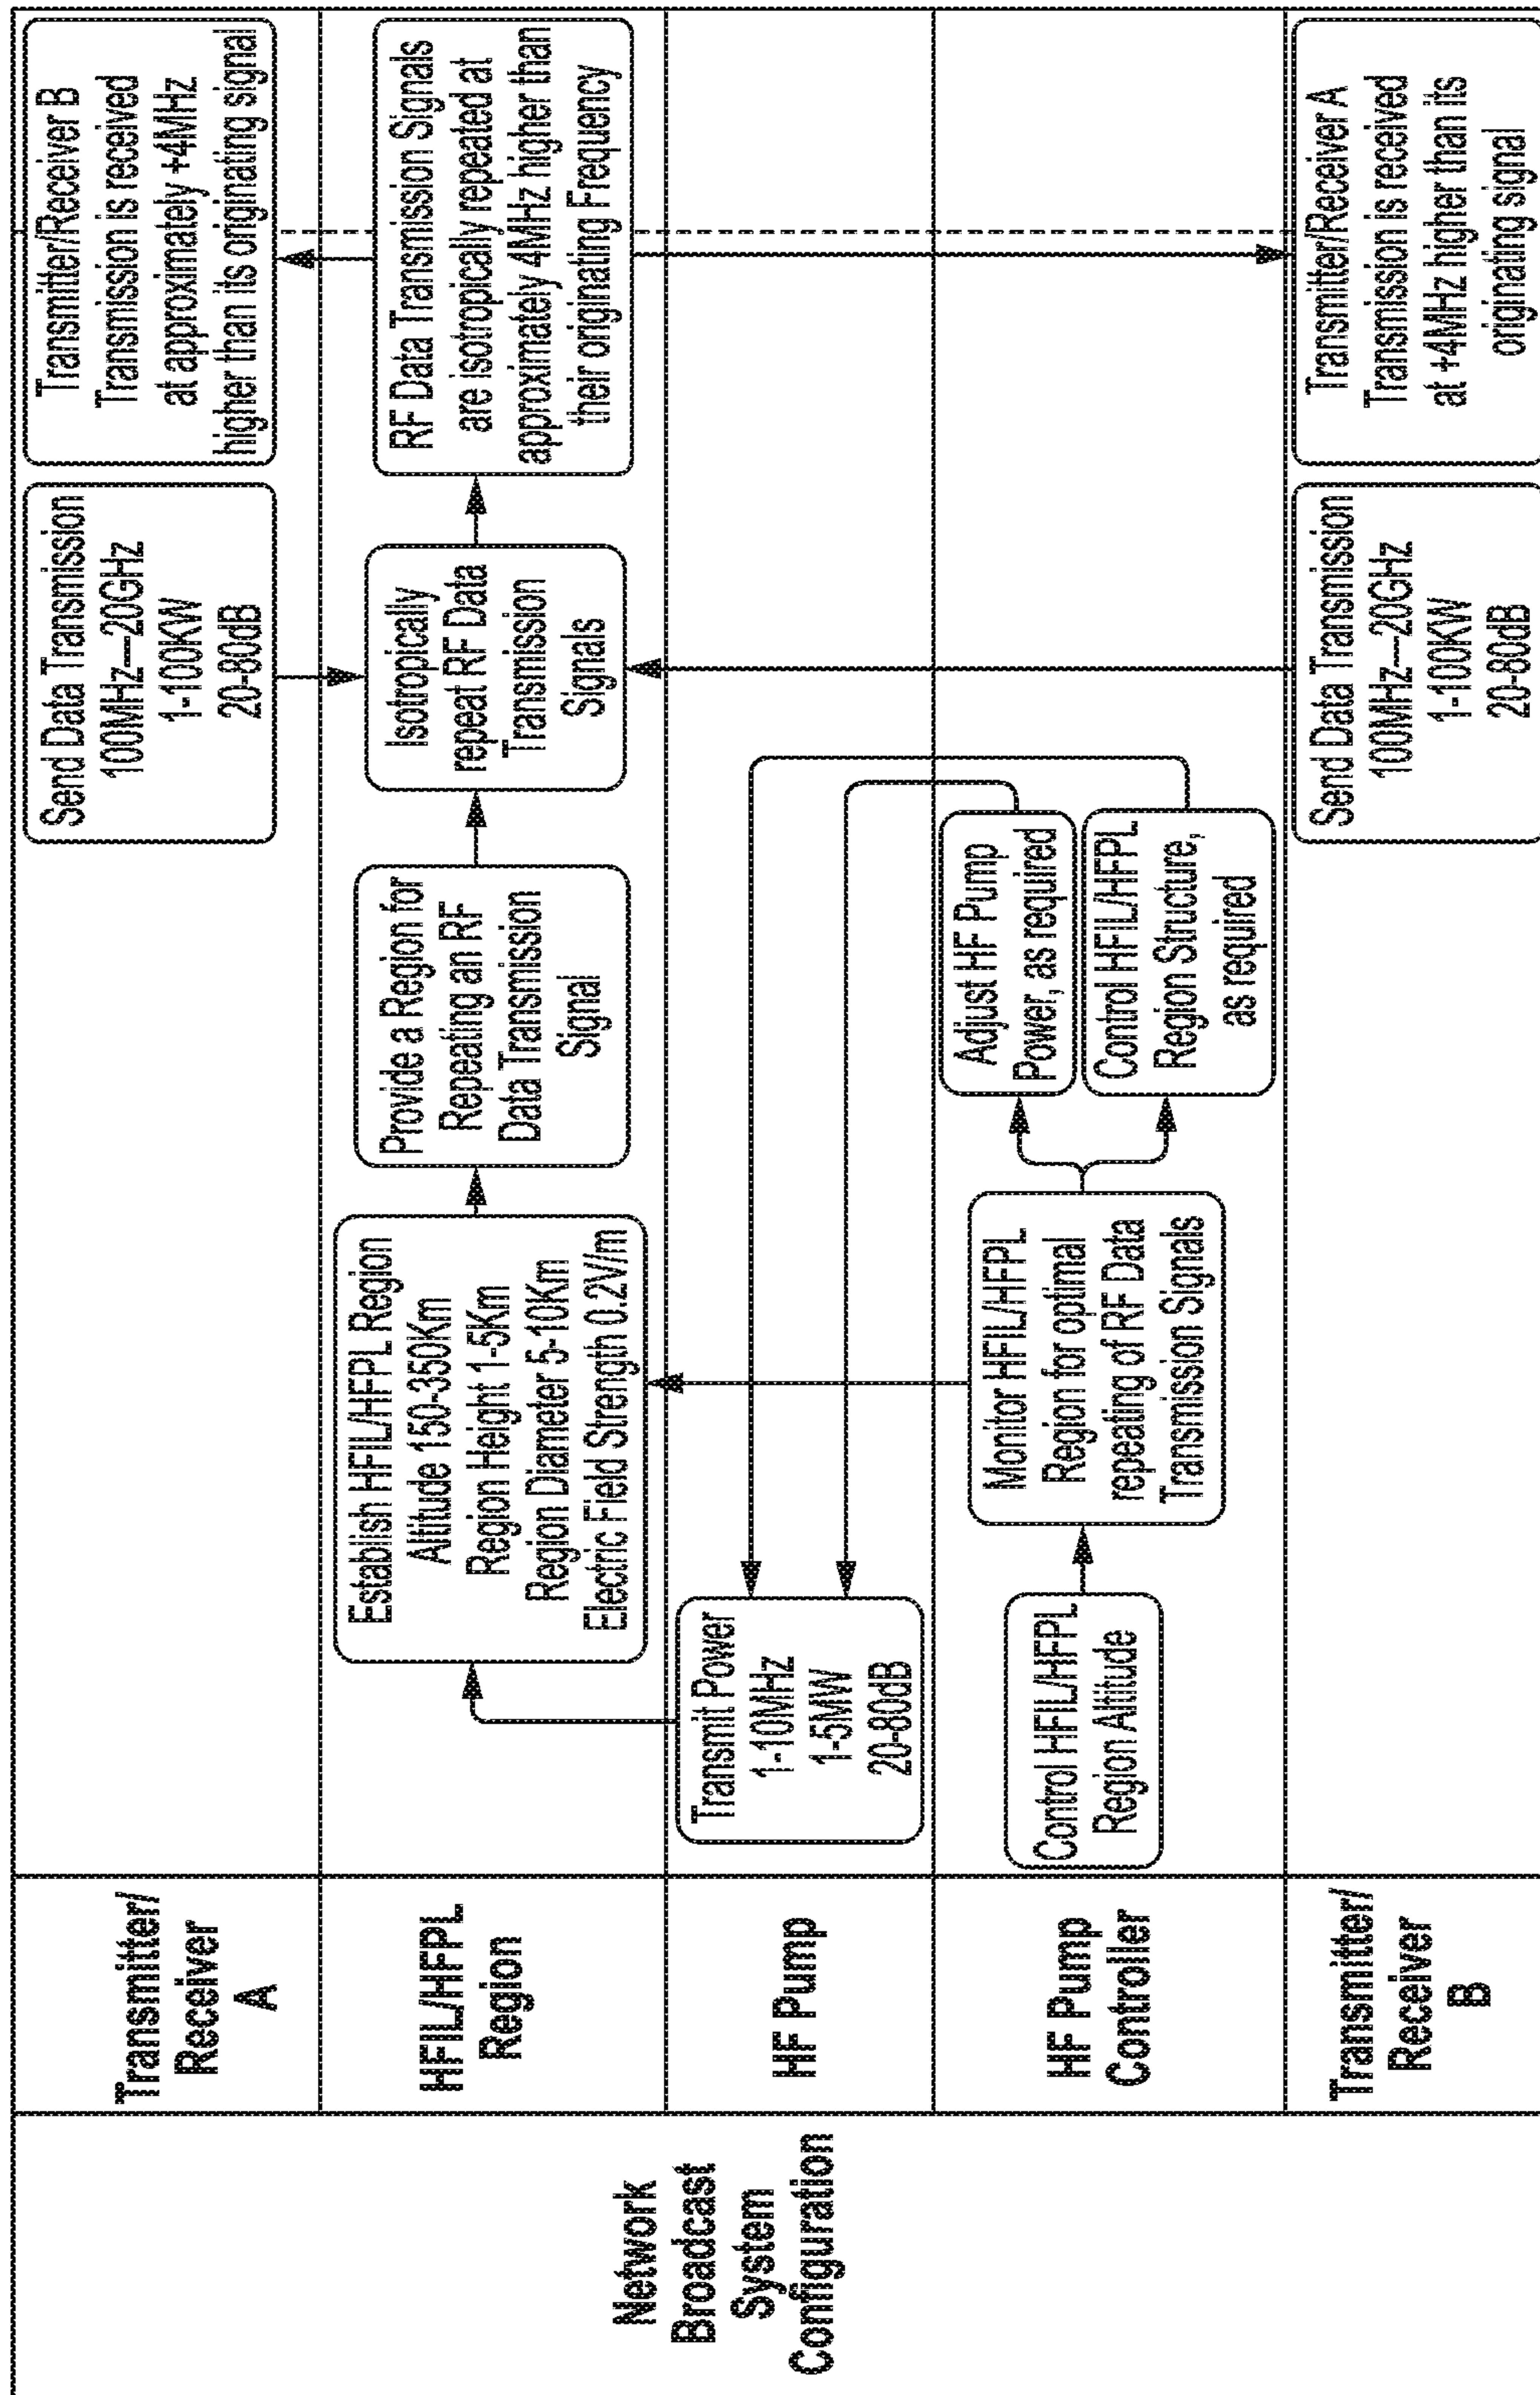 Network
Broadcast
System
Configuration
Transmitter/
Receiver
A
Send Data Transmission
100MHz---20GHz
1-100KW
20-80dB
Transmitter/Receiver B
Transmission is received
at approximately +4MHz
higher than its originating signal
HFIL/HFPL
Region
Establish HFIL/HFPL Region
Altitude 150-350Km
Region Height 1-5Km
Region Diameter 5-10Km
Electric Field Strength 0.2V/m
Provide a Region for
Repeating an RF
Data Transmission
Signal
Isotropically
repeat RF Data
Transmission
Signals
RF Data Transmission Signals
are isotropically repeated at
approximately 4MHz higher than
their originating Frequency
HF Pump
Transmit Power
1-10MHz
1-5MW
20-80dB
HF Pump
Controller
Control HFIL/HFPL
Region Altitude
Monitor HFIL/HFPL
Region for optimal
repeating of RF Data
Transmission Signals
Adjust HF Pump
Power, as required
Control HFIL/HFPL
Region Structure,
as required
Transmitter/
Receiver
B
Send Data Transmission
100MHz---20GHz
1-100KW
20-80dB
Transmitter/Receiver A
Transmission is received
at +4MHz higher than its
originating signal